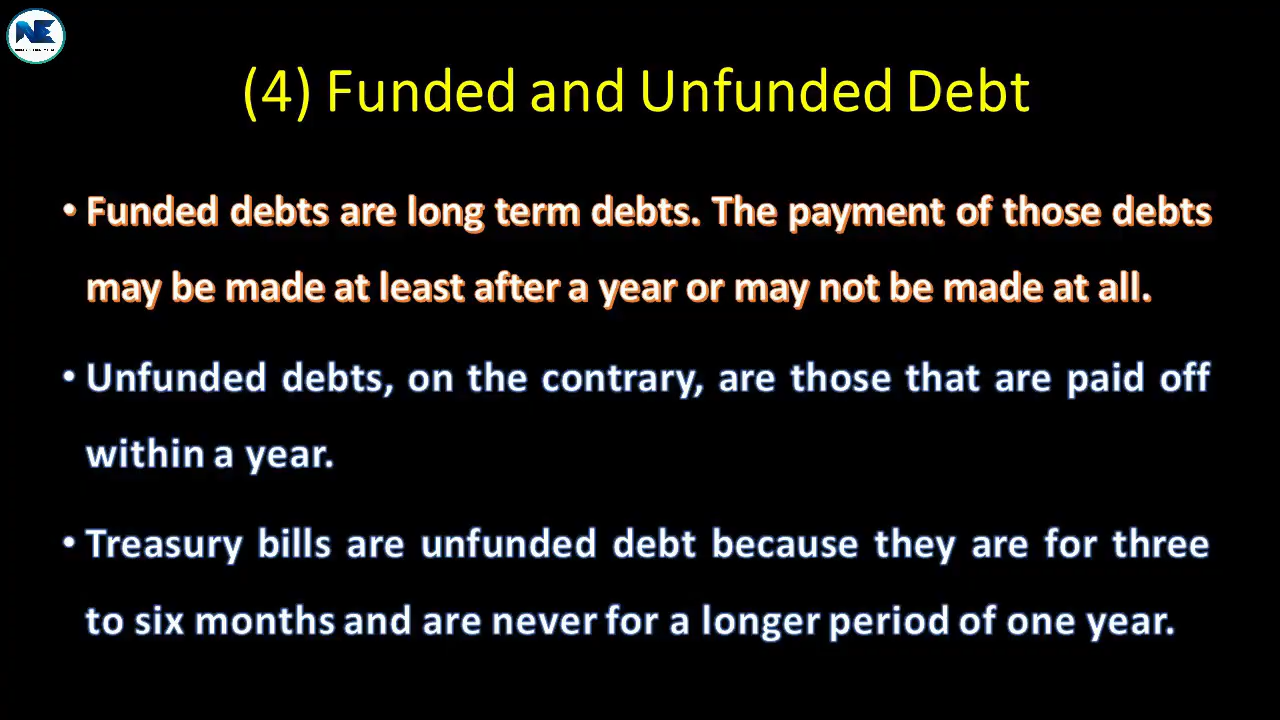 NE
(4) Funded and Unfunded Debt
• Funded debts are long term debts. The payment of those debts
may be made at least after a year or may not be made at all.
• Unfunded debts, on the contrary, are those that are paid off
within a year.
• Treasury bills are unfunded debt because they are for three
to six months and are never for a longer period of one year.